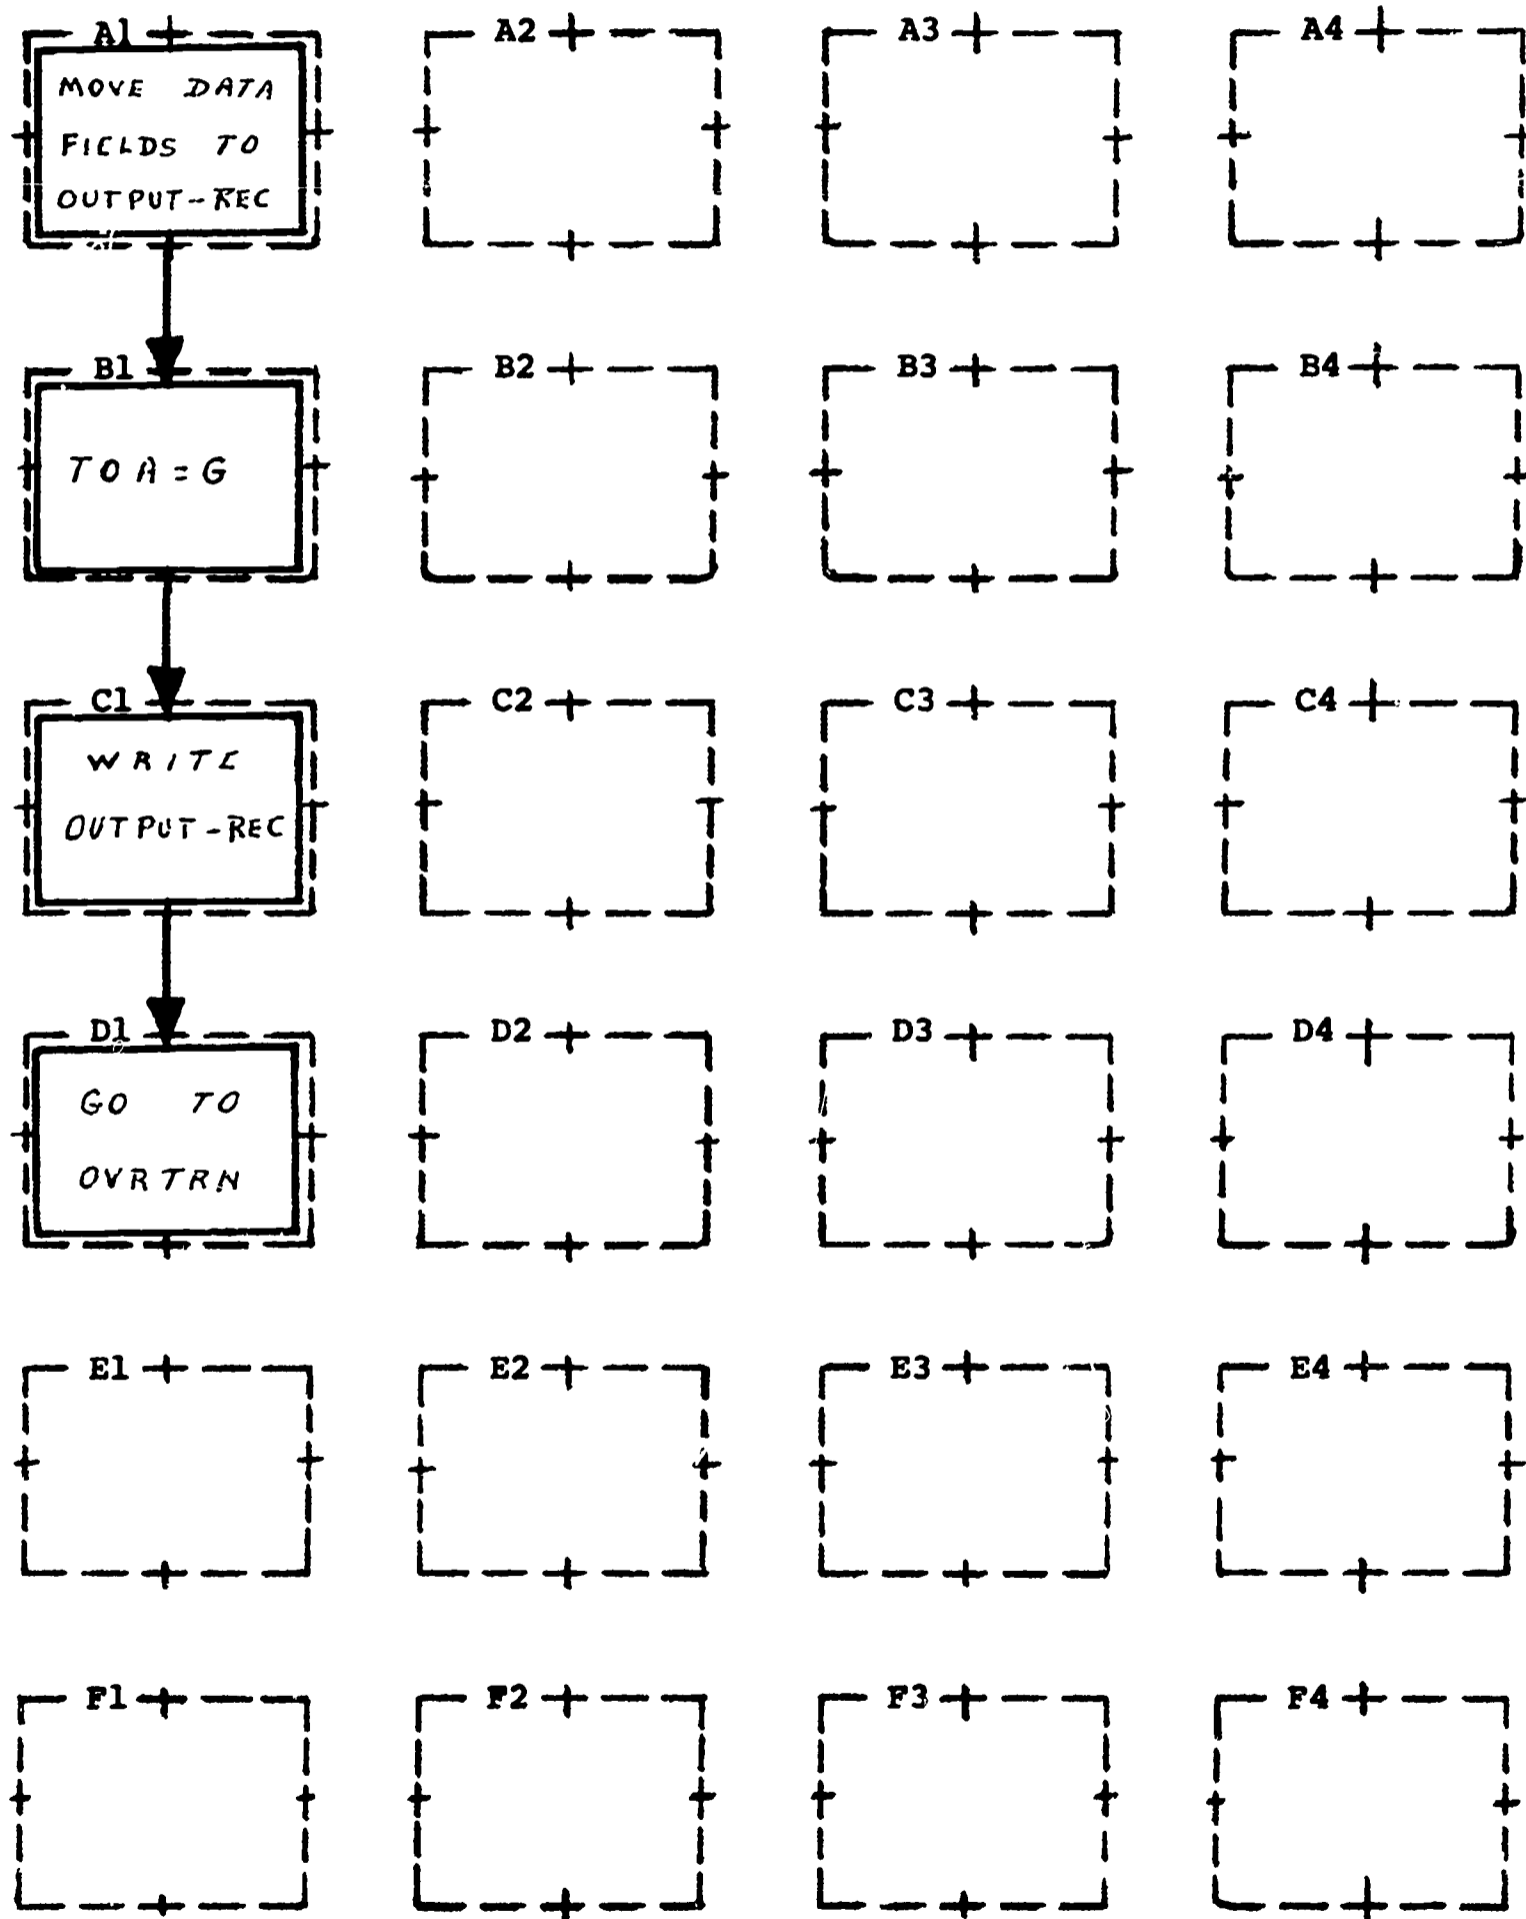 A1 A2 A3 A4
MOVE DATA
FIELDS TO
OUTPUT-REC
B1 B2 B3 B4
TOA = G
C1 C2 C3 C4
WRITE
OUTPUT-REC
D1 D2 D3 D4
GO TO
OVRTRN
E1 E2 E3 E4
F1 F2 F3 F4